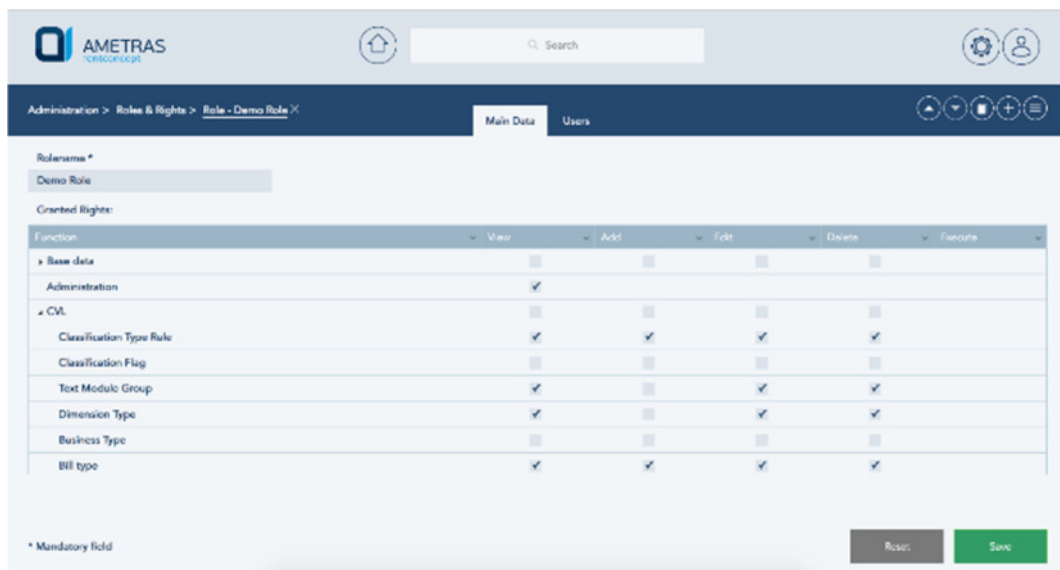 AMETRAS
rentconcept
Search
Administration > Roles & Rights > Role - Demo Role ×
Main Data
Users
Rolename *
Demo Role
Granted Rights:
Function View Add Edit Delete Execute
Base data
Administration
CVL
Classification Type Rule
Classification Flag
Text Module Group
Dimension Type
Business Type
Bill type
* Mandatory field
Reset
Save